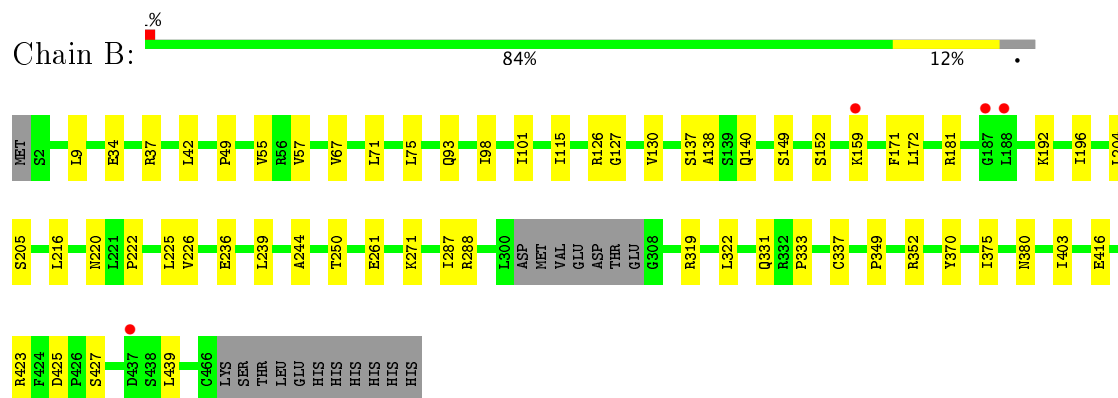 1%
Chain B:
84% 12% •
MET S2 L9 E34 R37 L42 P49 V55 R56 V57 V67 L71 L75 Q93 I98 I101 I115 R126 G127 V130 S137 A138 S139 Q140 S149 S152 K159 F171 L172 R181 G187 L188 K192 I196
S205 L216 N220 L221 P222 L225 V226 E236 L239 A244 T250 E261 K271 I287 R288 L300 ASP MET VAL GLU ASP THR GLU G308 R319 L322 Q331 R332 P333 C337 P349 R352 Y370 I375 N380 I403 E416
R423 F424 D425 P426 S427 D437 S438 L439 C466 LYS SER THR LEU GLU HIS HIS HIS HIS HIS HIS